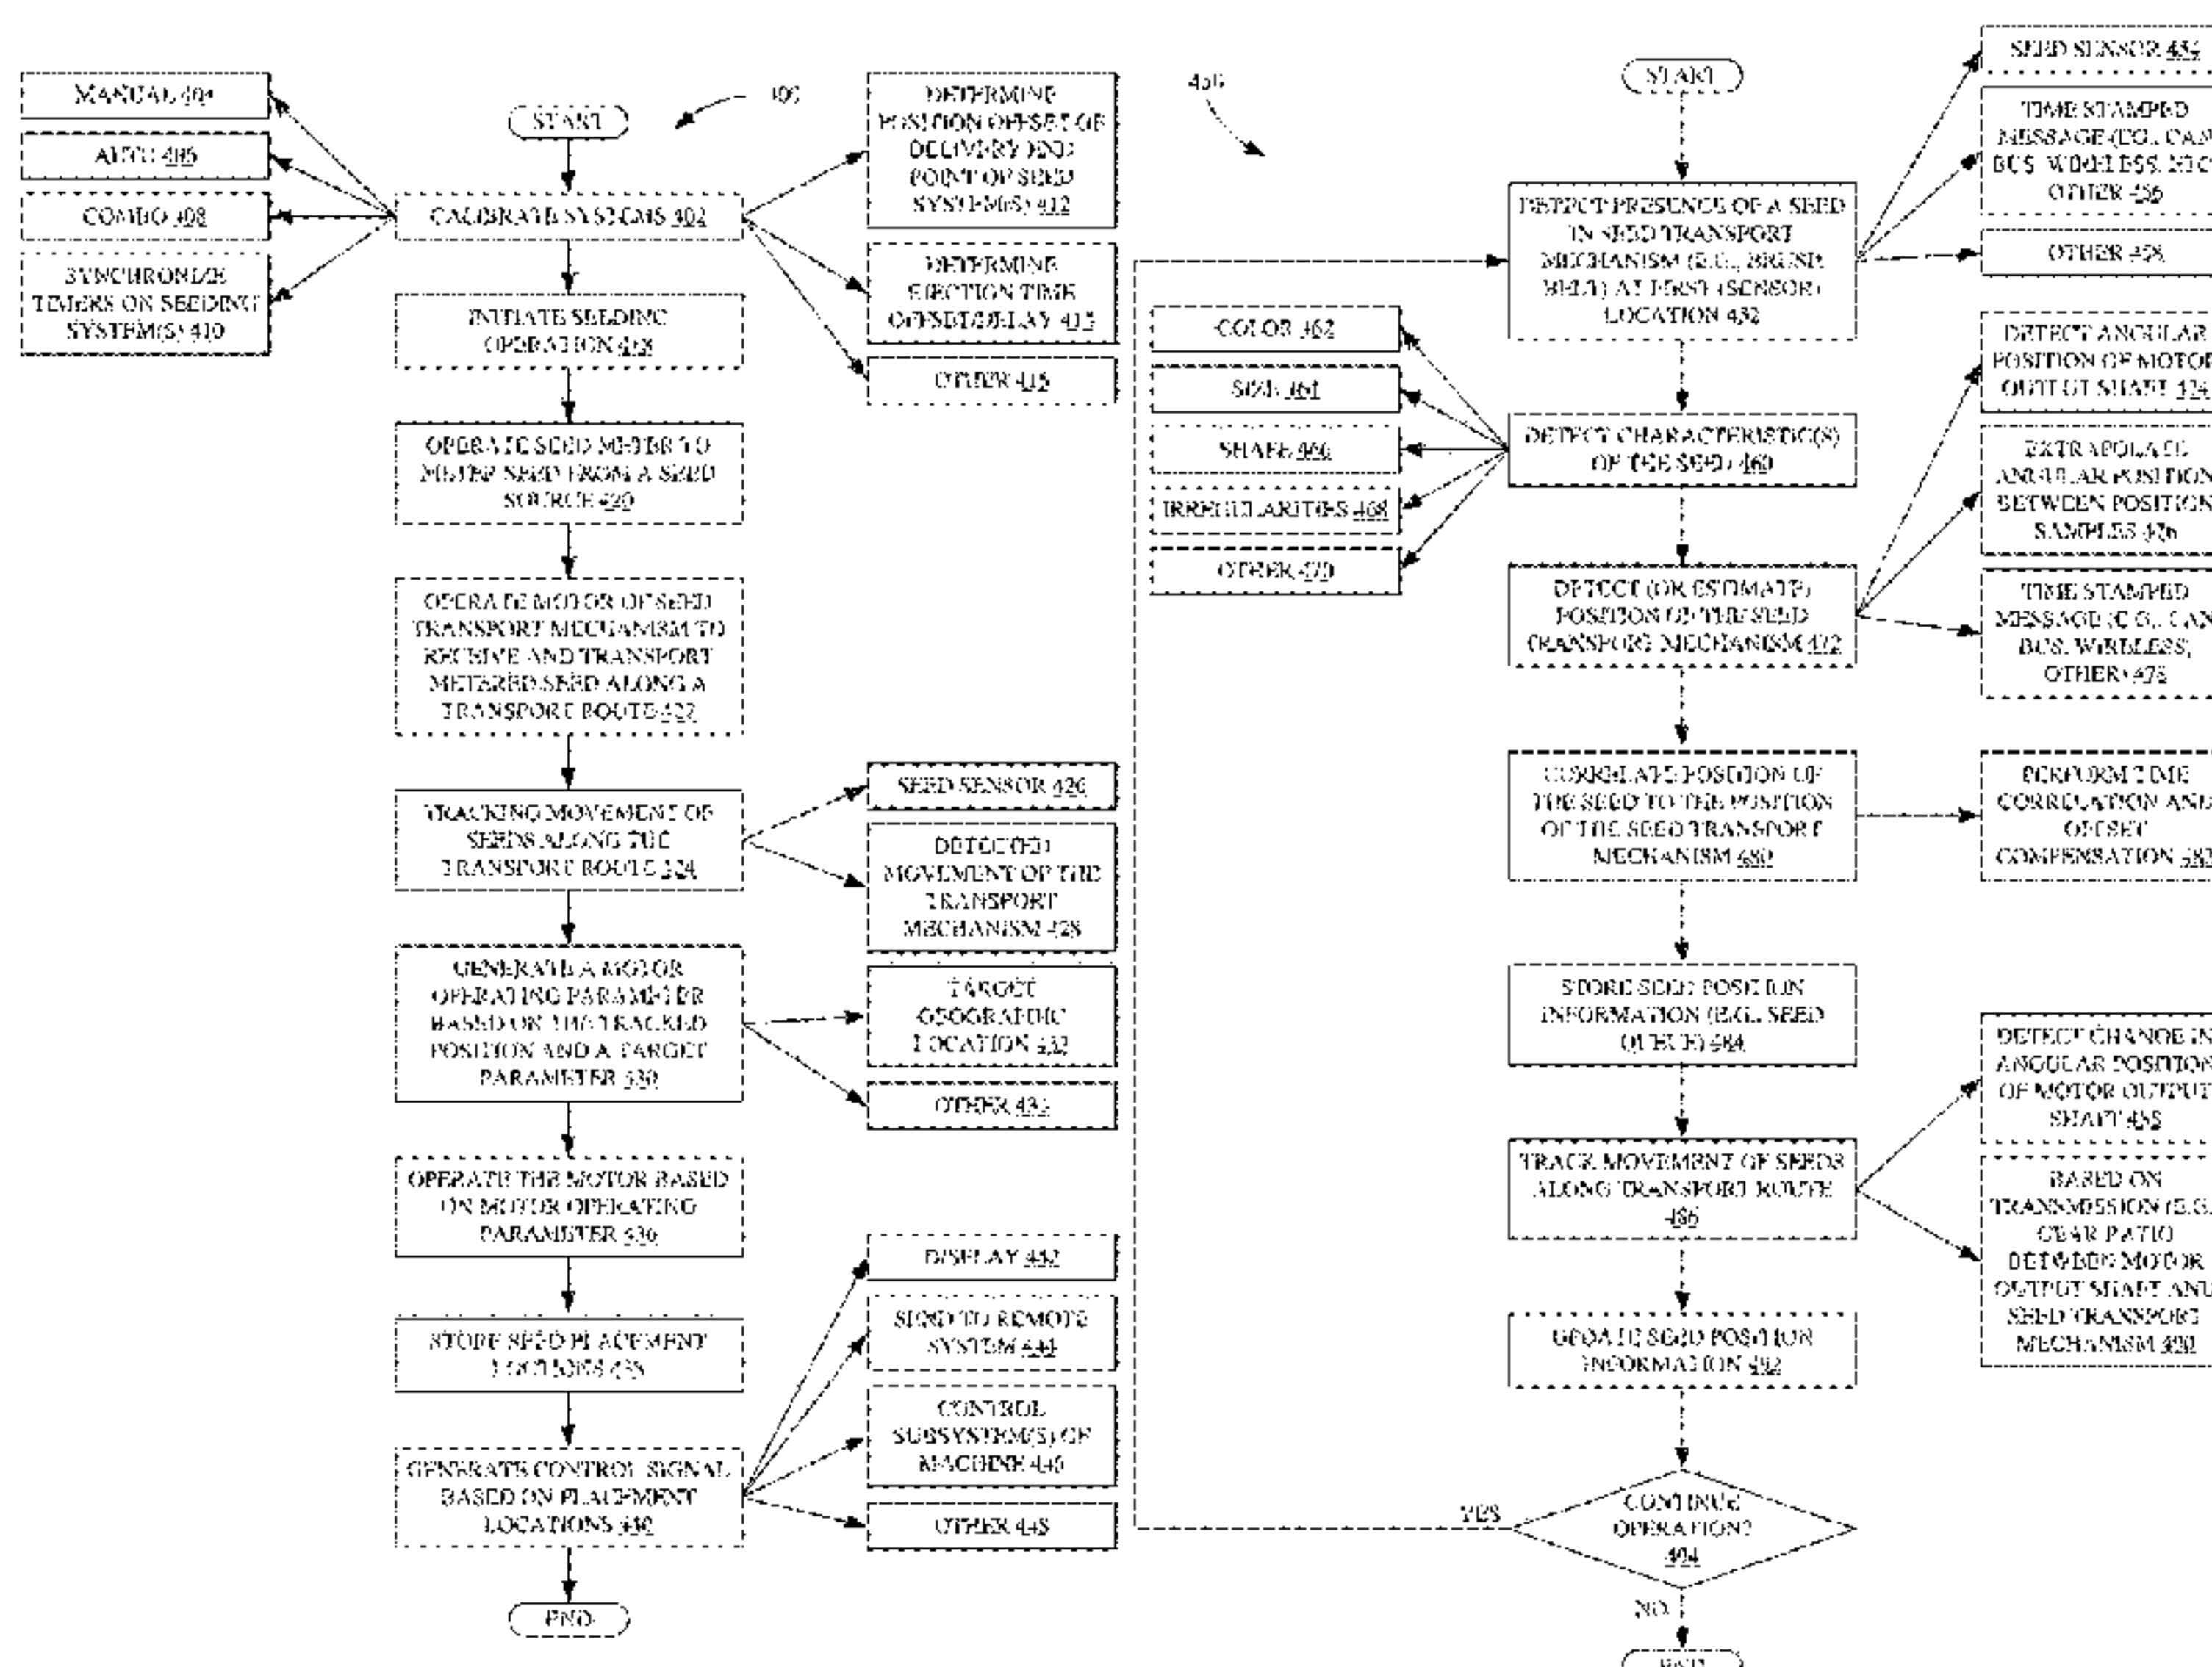 400
START
MANUAL 404
AUTO 406
COMBO 408
SYNCHRONIZE
TIMERS ON SEEDING
SYSTEM(S) 410
CALIBRATE SYSTEMS 402
DETERMINE
POSITION OFFSET OF
DELIVERY END
POINT OF SEED
SYSTEM(S) 412
DETERMINE
EJECTION TIME
OFFSET/DELAY
OTHER
INITIATE SEEDING
OPERATION 418
OPERATE SEED METER TO
METER SEED FROM A SEED
SOURCE 420
OPERATE MOTOR OF SEED
TRANSPORT MECHANISM TO
RECEIVE AND TRANSPORT
METERED SEED ALONG A
TRANSPORT ROUTE 422
TRACKING MOVEMENT OF
SEEDS ALONG THE
TRANSPORT ROUTE 424
SEED SENSOR 426
DETECT(ED)
MOVEMENT OF THE
TRANSPORT
MECHANISM 428
GENERATE A MOTOR
OPERATING PARAMETER
BASED ON THE TRACKED
POSITION AND A TARGET
PARAMETER 430
TARGET
GEOGRAPHIC
LOCATION 432
OTHER
OPERATE THE MOTOR BASED
ON MOTOR OPERATING
PARAMETER 436
STORE SEED PLACEMENT
GENERATE CONTROL SIGNAL
BASED ON PLACEMENT
LOCATIONS 440
DISPLAY 442
SEND TO REMOTE
SYSTEM 444
CONTROL
SUBSYSTEM(S) OF
MACHINE 446
OTHER 448
END
450
START
DETECT PRESENCE OF A SEED
IN SEED TRANSPORT
MECHANISM (E.G., BRUSH
BELT) AT FIRST (SENSOR)
LOCATION 452
SEED SENSOR 454
TIME STAMPED
MESSAGE (EG., CAN
BUS, WIRELESS,
OTHER 456
OTHER 458
DETECT CHARACTERISTIC(S)
OF THE SEED 460
COLOR 462
SIZE 464
SHAPE 466
IRREGULARITIES 468
OTHER 470
DETECT (OR ESTIMATE)
POSITION OF THE SEED
TRANSPORT MECHANISM 472
DETECT ANGULAR
POSITION OF MOTOR
OUTPUT SHAFT 474
EXTRAPOLATE
ANGULAR POSITION
BETWEEN POSITION
SAMPLES 476
TIME STAMPED
MESSAGE (E.G., CAN
BUS, WIRELESS,
OTHER) 478
CORRELATE POSITION OF
THE SEED TO THE POSITION
OF THE SEED TRANSPORT
MECHANISM 480
PERFORM TIME
CORRELATION AND
OFFSET
COMPENSATION 482
STORE SEED POSITION
INFORMATION (E.G., SEED
QUEUE) 484
TRACK MOVEMENT OF SEEDS
ALONG TRANSPORT ROUTE
486
DETECT CHANGE IN
ANGULAR POSITION
OF MOTOR OUTPUT
SHAFT 488
BASED ON
TRANSMISSION (E.G.,
GEAR RATIO
BETWEEN MOTOR
OUTPUT SHAFT AND
SEED TRANSPORT
MECHANISM 490
UPDATE SEED POSITION
INFORMATION 492
CONTINUE
OPERATION?
494
YES
NO
END